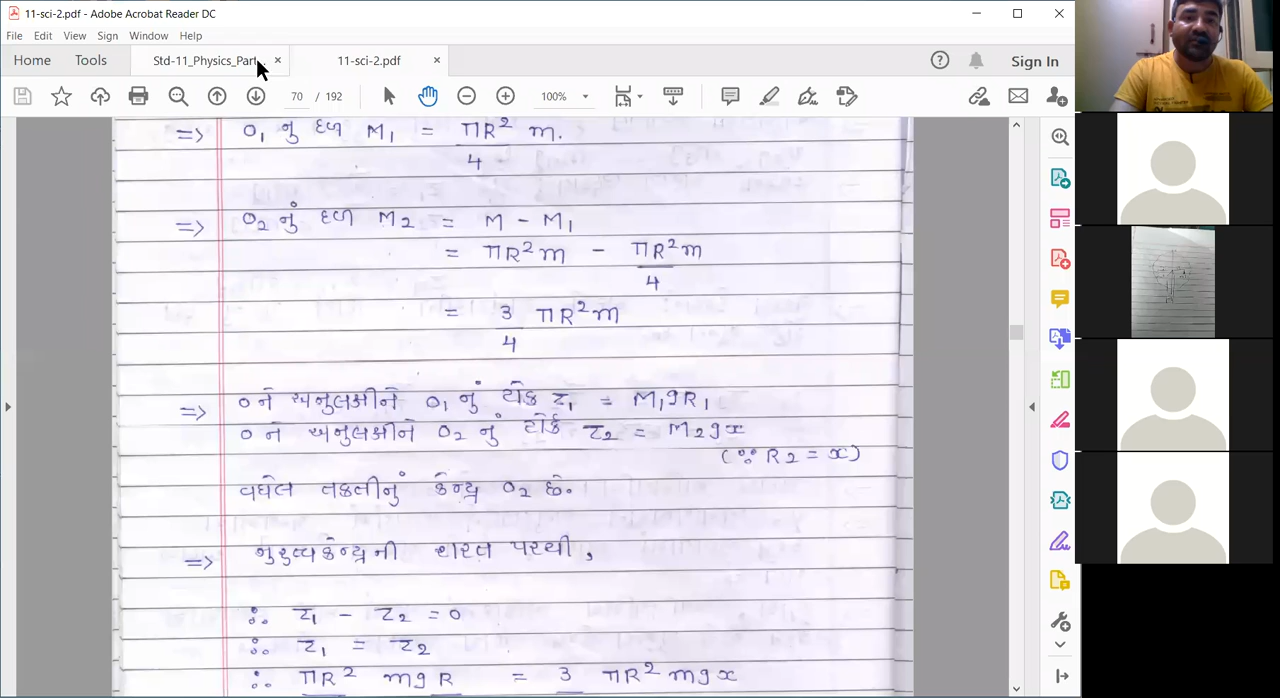 11-sci-2.pdf - Adobe Acrobat Reader DC
File Edit View Sign Window Help
Home Tools Std-11_Physics_Part... × 11-sci-2.pdf × Sign In
70 / 192 100%
=> O₁ નું દળ M₁ = πR² m.
4
=> O₂ નું દળ M₂ = M - M₁
= πR²m - πR²m
4
= 3 πR²m
4
=> O ને અનુલક્ષીને O₁ નું ટોર્ક τ₁ = M₁gR₁
O ને અનુલક્ષીને O₂ નું ટોર્ક τ₂ = M₂gx
(∵ R₂ = x)
વધેલ તકતીનું કેન્દ્ર O₂ છે.
=> ગુરુત્વકેન્દ્રની શરત પરથી,
∴ τ₁ - τ₂ = 0
∴ τ₁ = τ₂
∴ πR² mg R = 3 πR² mgx